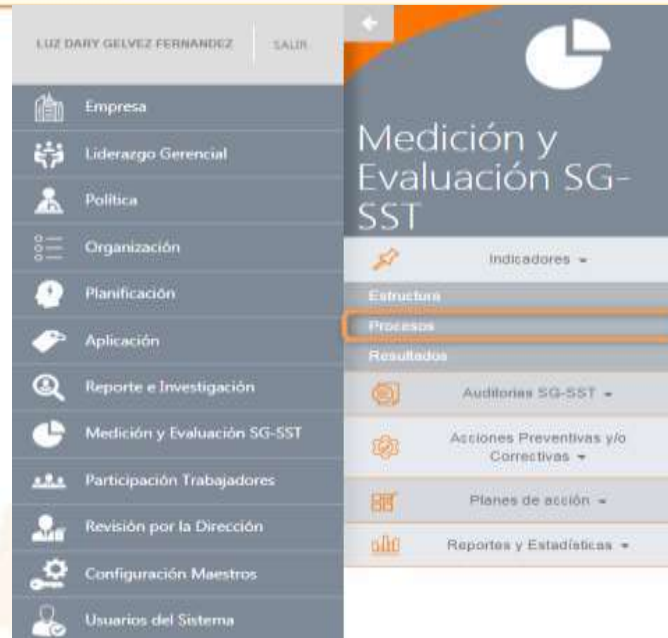 LUZ DARY GELVEZ FERNANDEZ
SALIR
Empresa
Liderazgo Gerencial
Política
Organización
Planificación
Aplicación
Reporte e Investigación
Medición y Evaluación SG-SST
Participación Trabajadores
Revisión por la Dirección
Configuración Maestros
Usuarios del Sistema
Medición y
Evaluación SG-
SST
Indicadores
Estructura
Procesos
Resultados
Auditorias SG-SST
Acciones Preventivas y/o
Correctivas
Planes de acción
Reportes y Estadísticas